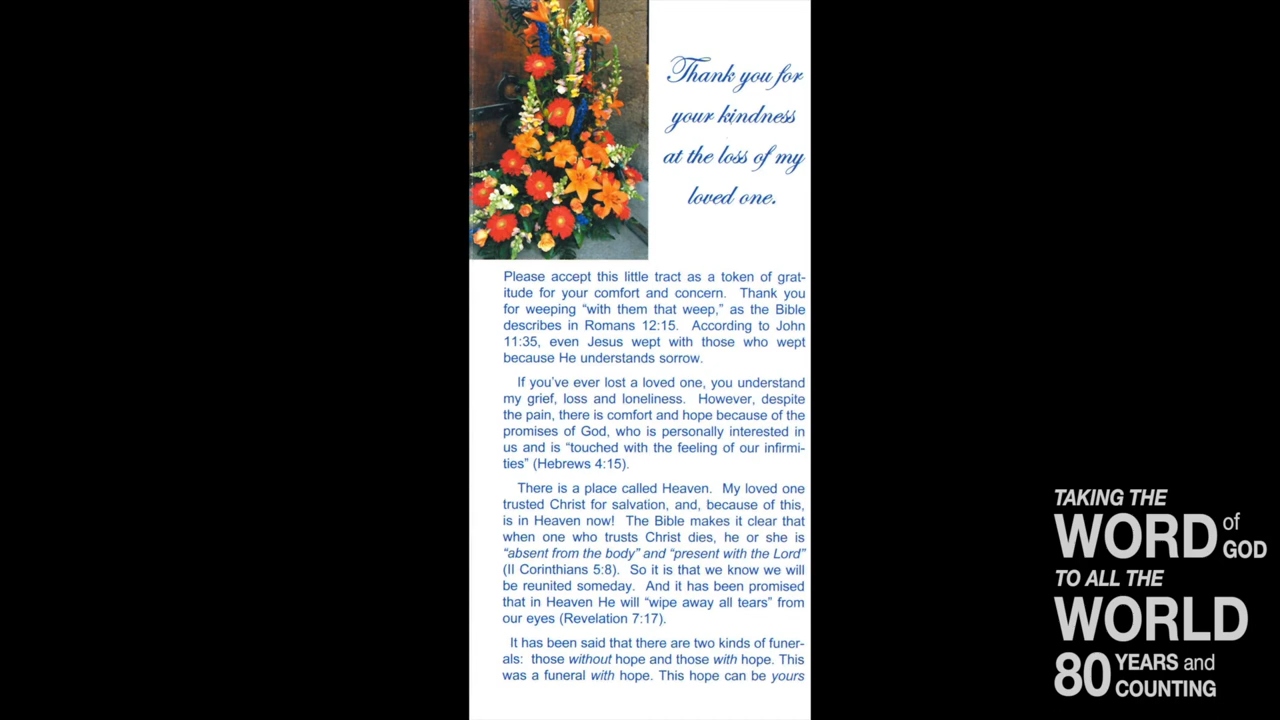 Thank you for
your kindness
at the loss of my
loved one.
Please accept this little tract as a token of grat-
itude for your comfort and concern. Thank you
for weeping “with them that weep,” as the Bible
describes in Romans 12:15. According to John
11:35, even Jesus wept with those who wept
because He understands sorrow.
If you’ve ever lost a loved one, you understand
my grief, loss and loneliness. However, despite
the pain, there is comfort and hope because of the
promises of God, who is personally interested in
us and is “touched with the feeling of our infirmi-
ties” (Hebrews 4:15).
There is a place called Heaven. My loved one
trusted Christ for salvation, and, because of this,
is in Heaven now! The Bible makes it clear that
when one who trusts Christ dies, he or she is
“absent from the body” and “present with the Lord”
(II Corinthians 5:8). So it is that we know we will
be reunited someday. And it has been promised
that in Heaven He will “wipe away all tears” from
our eyes (Revelation 7:17).
It has been said that there are two kinds of funer-
als: those without hope and those with hope. This
was a funeral with hope. This hope can be yours
TAKING THE
WORD of GOD
TO ALL THE
WORLD
80 YEARS and
COUNTING